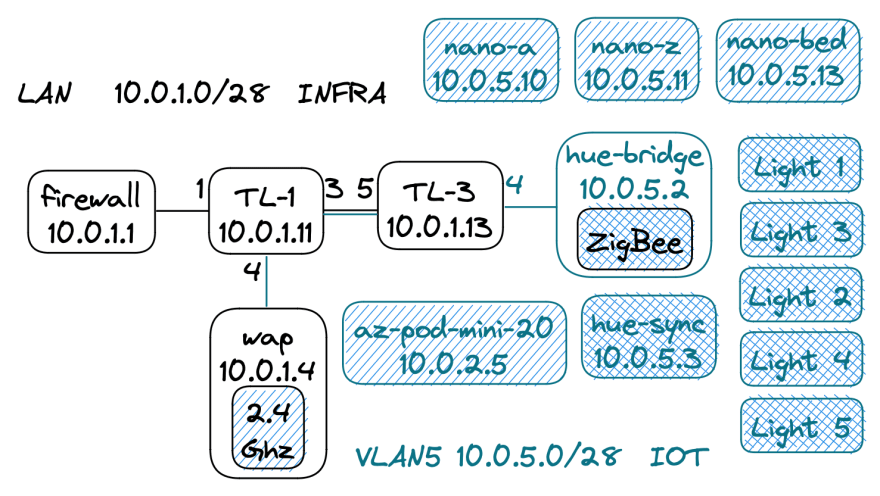 nano-a
10.0.5.10
nano-z
10.0.5.11
nano-bed
10.0.5.13
LAN 10.0.1.0/28 INFRA
firewall
10.0.1.1
1
TL-1
10.0.1.11
3
5
TL-3
10.0.1.13
4
hue-bridge
10.0.5.2
ZigBee
Light 1
Light 3
Light 2
Light 4
Light 5
4
wap
10.0.1.4
2.4
Ghz
az-pod-mini-20
10.0.2.5
hue-sync
10.0.5.3
VLAN5 10.0.5.0/28 IOT